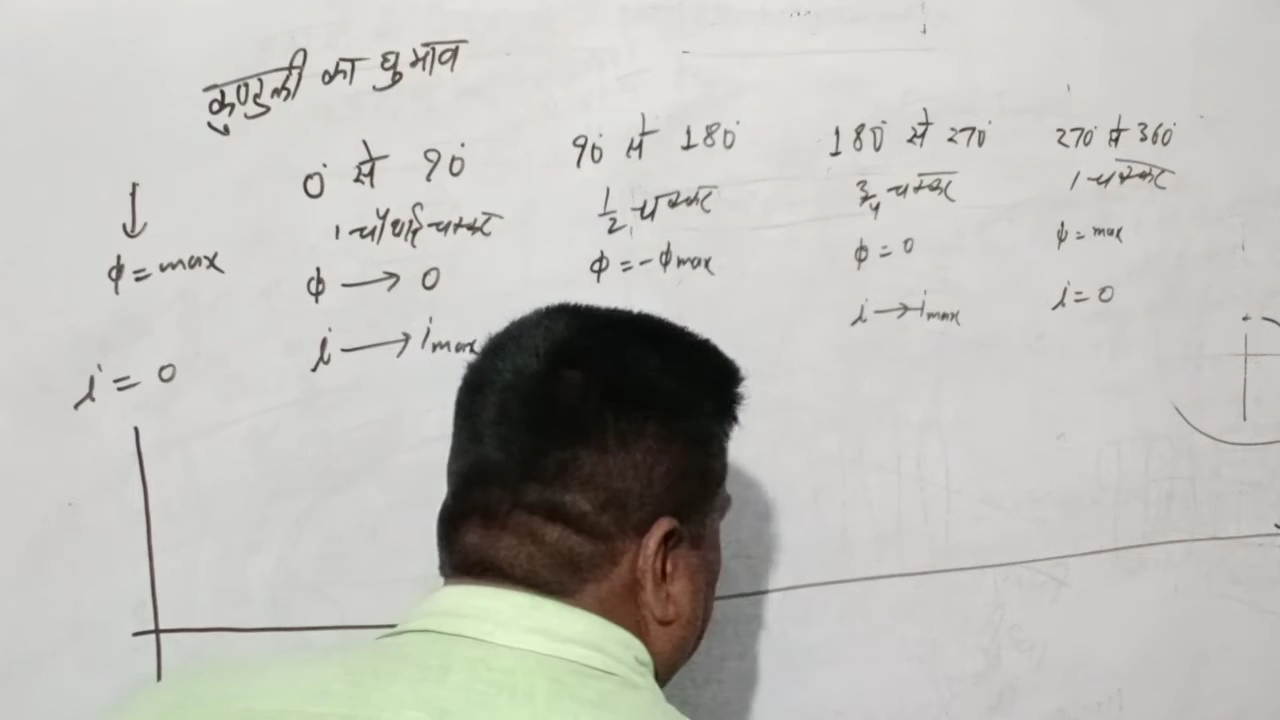 कुण्डली का घुमाव
0° से 90° 90° से 180° 180° से 270° 270° से 360°
1 चौथाई चक्कर 1/2 चक्कर 3/4 चक्कर 1 चक्कर
↓
ϕ = max ϕ → 0 ϕ = -ϕmax ϕ = 0 ϕ = max
i = 0 i → imax i → imax i = 0